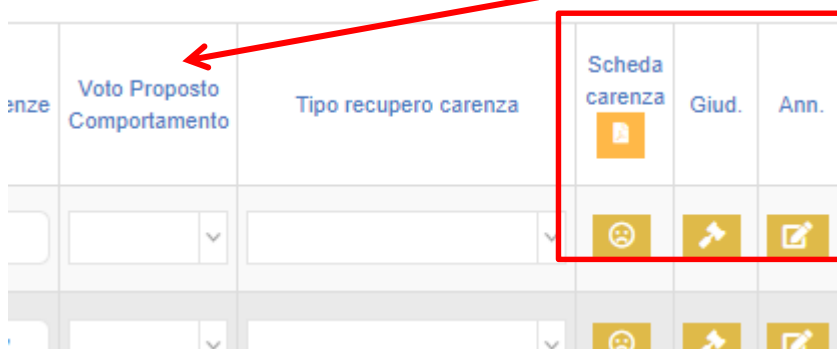 enze
Voto Proposto
Comportamento
Tipo recupero carenza
Scheda
carenza
Giud.
Ann.